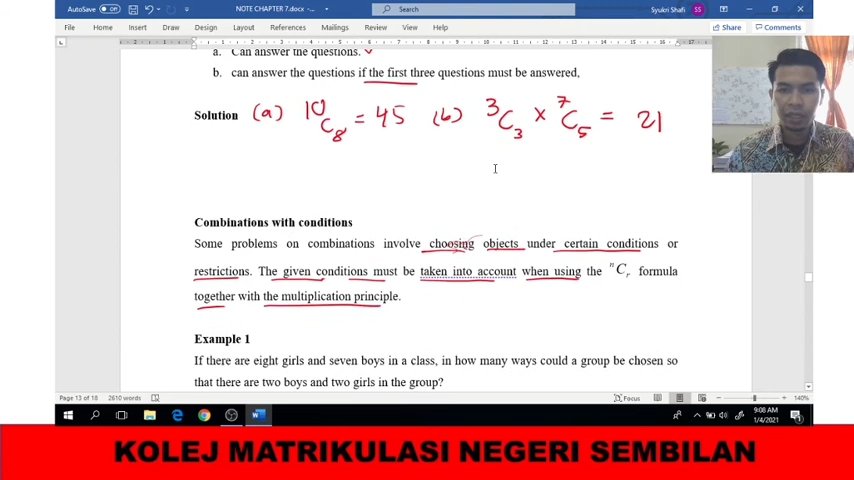 AutoSave Off
NOTE CHAPTER 7.docx
Search
Syukri Shafi SS
File Home Insert Draw Design Layout References Mailings Review View Help
Share Comments
a. Can answer the questions.
b. can answer the questions if the first three questions must be answered,
Solution (a) 10C8 = 45 (b) 3C3 × 7C5 = 21
Combinations with conditions
Some problems on combinations involve choosing objects under certain conditions or
restrictions. The given conditions must be taken into account when using the nCr formula
together with the multiplication principle.
Example 1
If there are eight girls and seven boys in a class, in how many ways could a group be chosen so
that there are two boys and two girls in the group?
Page 13 of 18 2610 words
Focus
140%
9:08 AM
1/4/2021
KOLEJ MATRIKULASI NEGERI SEMBILAN